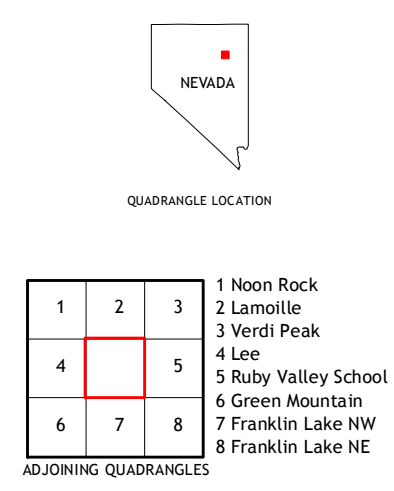 NEVADA
QUADRANGLE LOCATION
1 2 3
4 5
6 7 8
1 Noon Rock
2 Lamoille
3 Verdi Peak
4 Lee
5 Ruby Valley School
6 Green Mountain
7 Franklin Lake NW
8 Franklin Lake NE
ADJOINING QUADRANGLES